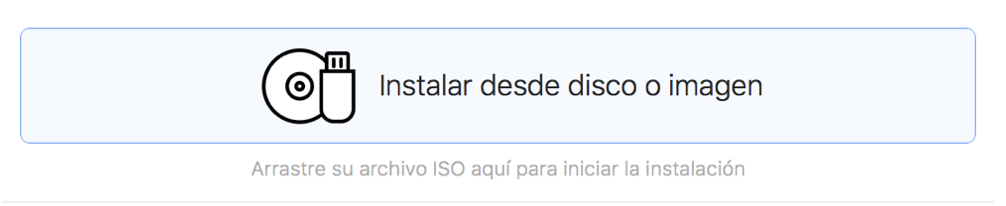 Instalar desde disco o imagen
Arrastre su archivo ISO aquí para iniciar la instalación